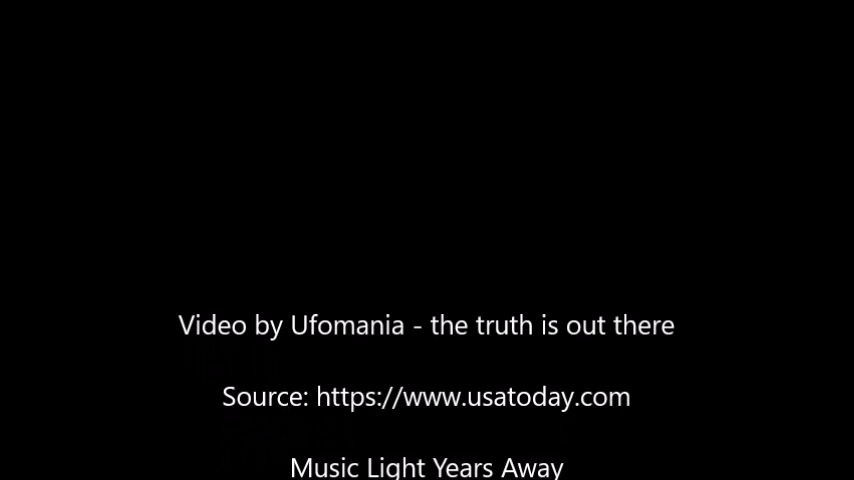 Video by Ufomania - the truth is out there
Source: https://www.usatoday.com
Music Light Years Away